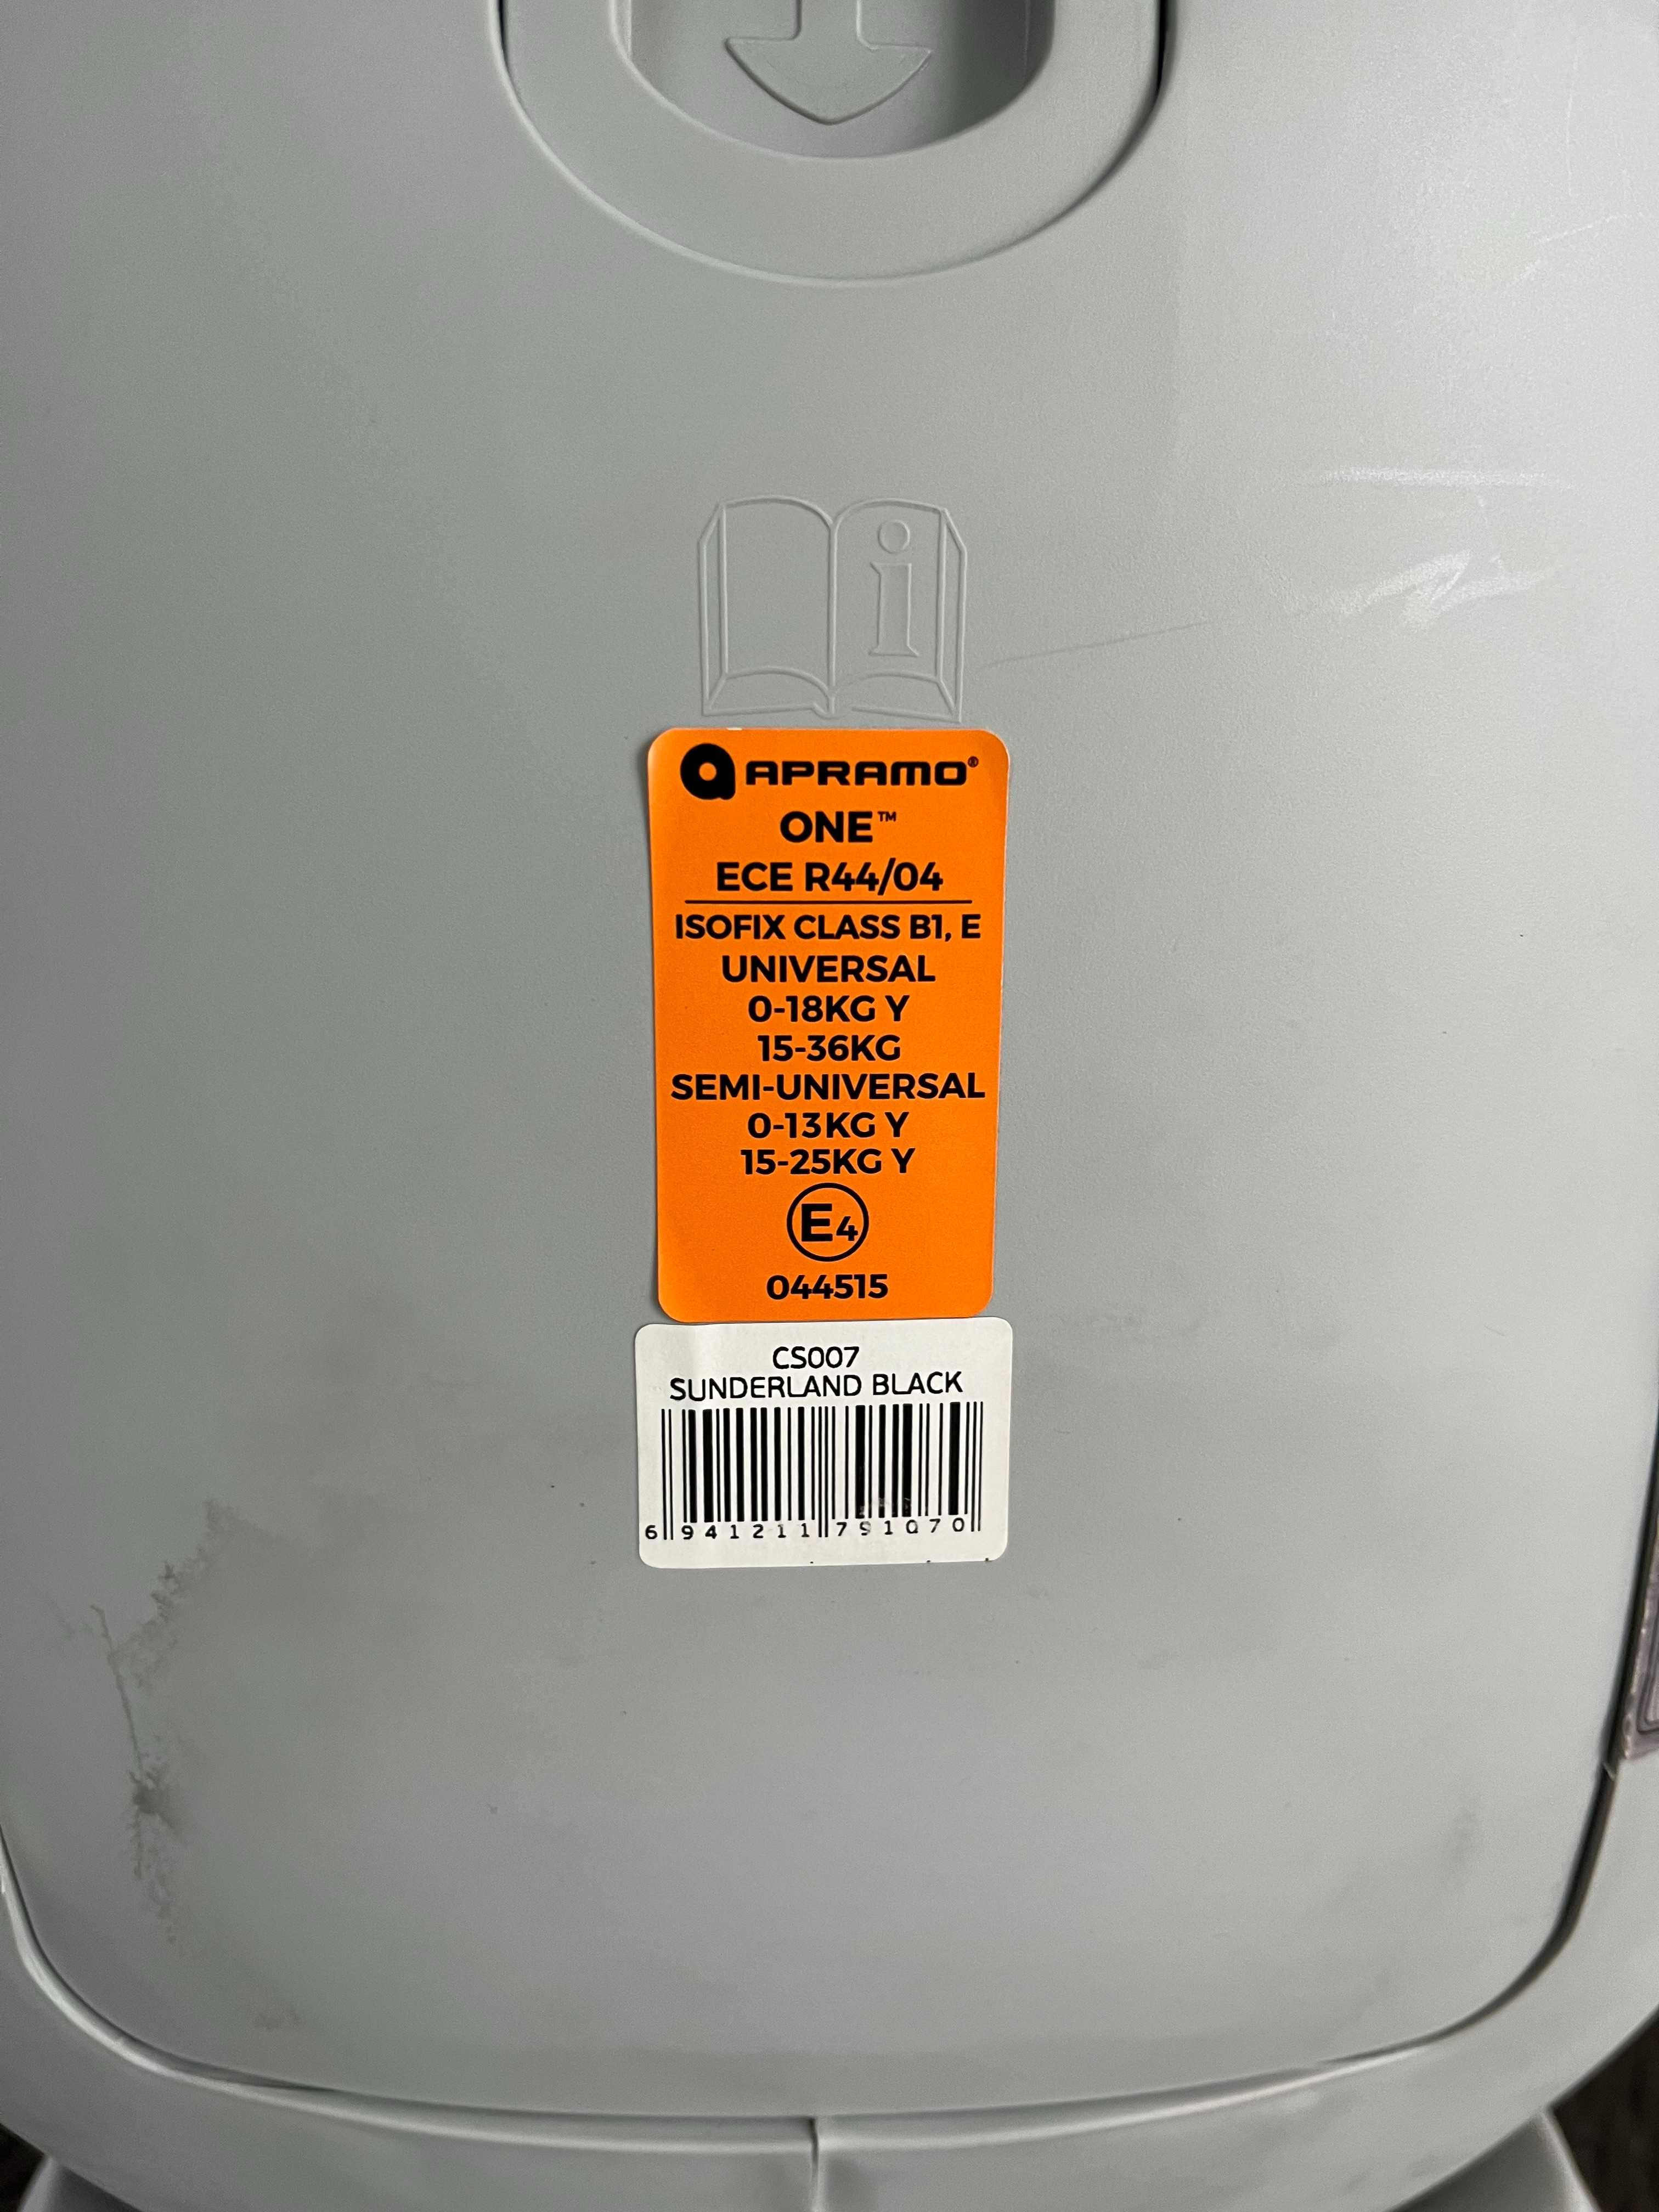 i
APRAMO®
ONE™
ECE R44/04
ISOFIX CLASS B1, E
UNIVERSAL
0-18KG Y
15-36KG
SEMI-UNIVERSAL
0-13KG Y
15-25KG Y
E4
044515
CS007
SUNDERLAND BLACK
6 941211 791070